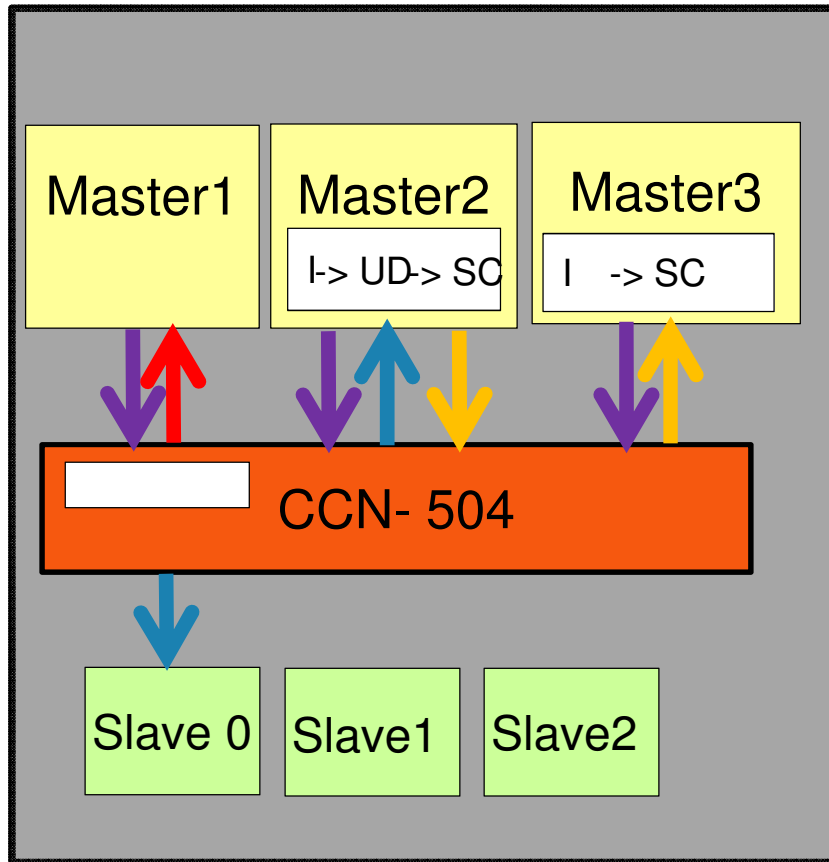 Master1
Master2
Master3
I-> UD-> SC
I -> SC
CCN- 504
Slave 0
Slave1
Slave2